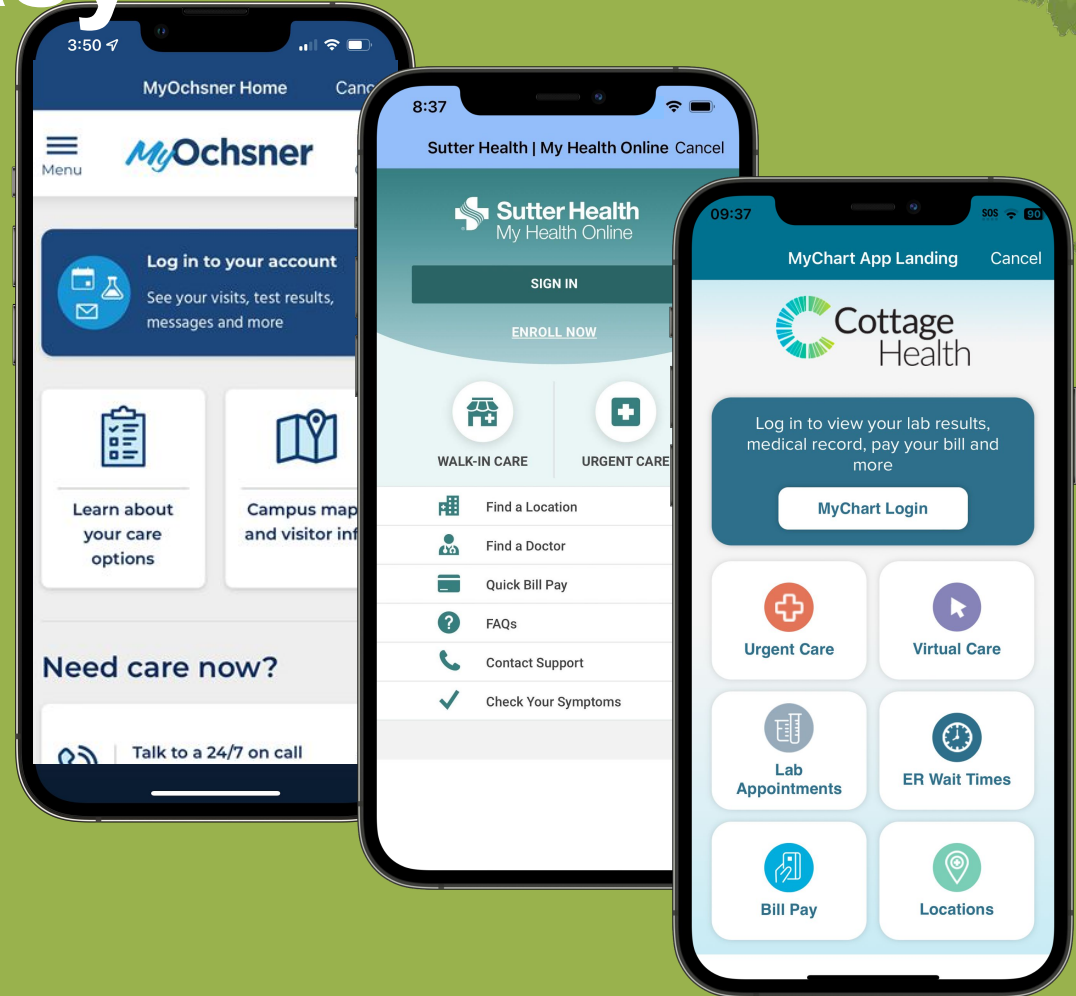 3:50
MyOchsner Home
Menu
MyOchsner
Log in to your account
See your visits, test results,
messages and more
Learn about
your care
options
Campus map
Need care now?
Talk to a 24/7 on call
8:37
Sutter Health | My Health Online Cancel
Sutter Health
My Health Online
SIGN IN
ENROLL NOW
WALK-IN CARE
URGENT CARE
Find a Location
Find a Doctor
Quick Bill Pay
? FAQs
Contact Support
Check Your Symptoms
09:37
SOS 90
MyChart App Landing Cancel
Cottage
Health
Log in to view your lab results,
medical record, pay your bill and
more
MyChart Login
Urgent Care
Virtual Care
Lab
Appointments
ER Wait Times
Bill Pay
Locations